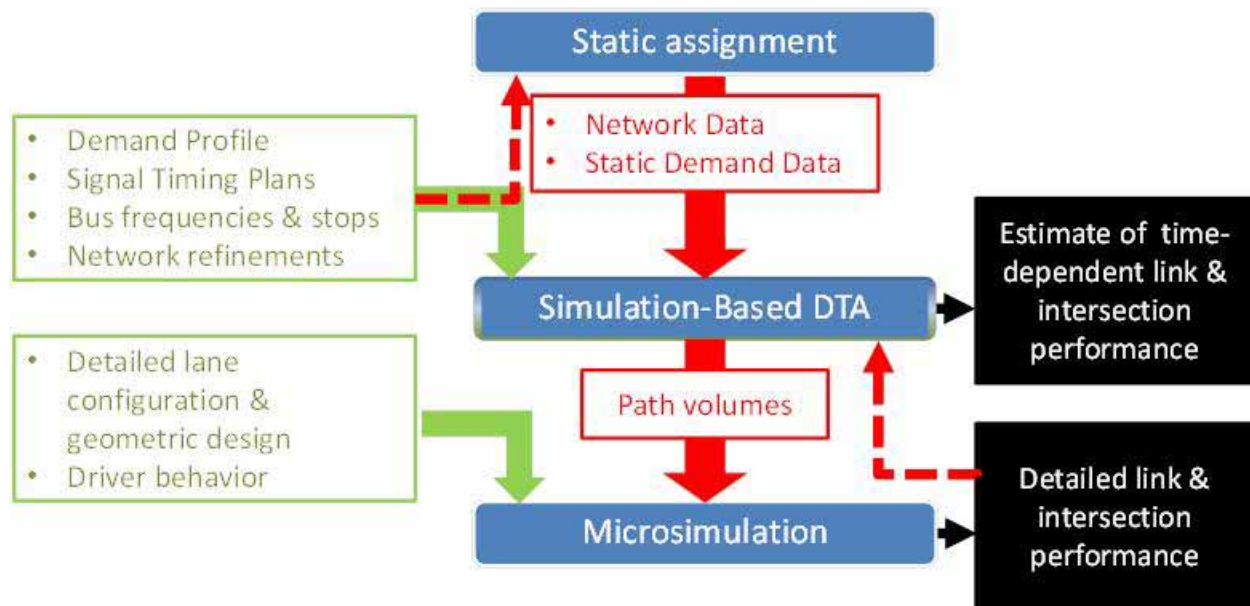 Static assignment
• Network Data
• Static Demand Data
• Demand Profile
• Signal Timing Plans
• Bus frequencies & stops
• Network refinements
Simulation-Based DTA
Estimate of time-
dependent link &
intersection
performance
• Detailed lane
configuration &
geometric design
• Driver behavior
Path volumes
Microsimulation
Detailed link &
intersection
performance